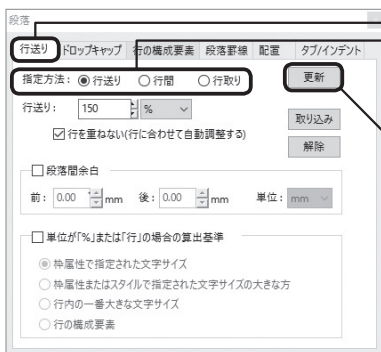 段落
行送り ドロップキャップ 行の構成要素 段落罫線 配置 タブ/インデント
指定方法: 行送り 行間 行取り 更新
行送り: 150 %
取り込み
行を重ねない(行に合わせて自動調整する)
解除
段落間余白
前: 0.00 mm 後: 0.00 mm 単位: mm
単位が「%」または「行」の場合の算出基準
枠属性で指定された文字サイズ
枠属性またはスタイルで指定された文字サイズの大きな方
行内の一番大きな文字サイズ
行の構成要素